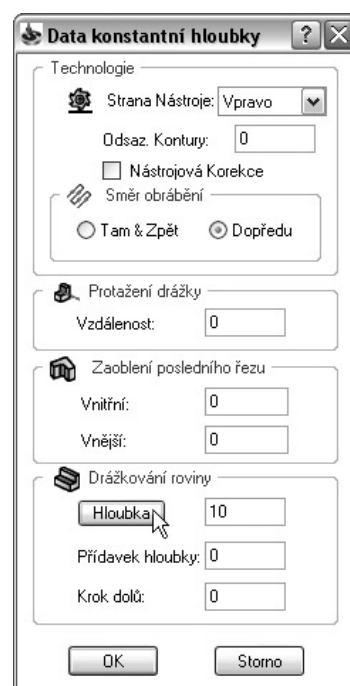 Data konstantní hloubky
Technologie
Strana Nástroje: Vpravo
Odsaz. Kontury: 0
Nástrojová Korekce
Směr obrábění
Tam & Zpět Dopředu
Protažení drážky
Vzdálenost: 0
Zaoblení posledního řezu
Vnitřní: 0
Vnější: 0
Drážkování roviny
Hloubka 10
Přídavek hloubky: 0
Krok dolů: 0
OK Storno